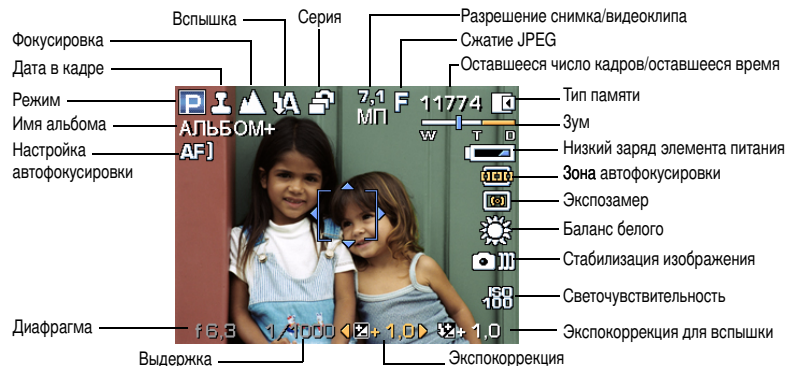 Вспышка
Серия
Разрешение снимка/видеоклипа
Фокусировка
Сжатие JPEG
Дата в кадре
Оставшееся число кадров/оставшееся время
Режим
P
A
7,1 МП
F
11774
Тип памяти
Имя альбома
АЛЬБОМ+
W T D
Зум
Настройка автофокусировки
AF]
Низкий заряд элемента питания
Зона автофокусировки
Экспозамер
Баланс белого
Стабилизация изображения
ISO 100
Светочувствительность
Диафрагма
f 6,3
1/1000
+ 1,0
+ 1,0
Экспокоррекция для вспышки
Выдержка
Экспокоррекция